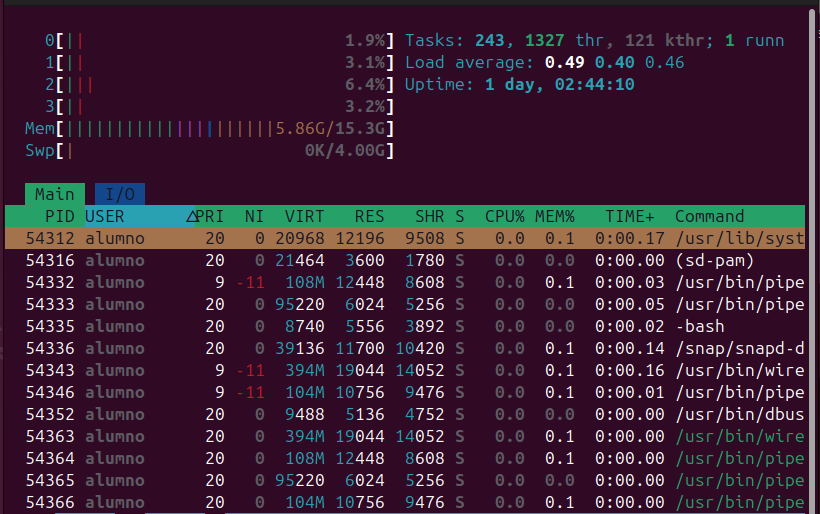 0[|| 1.9%] Tasks: 243, 1327 thr, 121 kthr; 1 runn
1[|| 3.1%] Load average: 0.49 0.40 0.46
2[||| 6.4%] Uptime: 1 day, 02:44:10
3[|| 3.2%]
Mem[||||||||||||||||||||||5.86G/15.3G]
Swp[| 0K/4.00G]
Main I/O
PID USER △PRI NI VIRT RES SHR S CPU% MEM% TIME+ Command
54312 alumno 20 0 20968 12196 9508 S 0.0 0.1 0:00.17 /usr/lib/syst
54316 alumno 20 0 21464 3600 1780 S 0.0 0.0 0:00.00 (sd-pam)
54332 alumno 9 -11 108M 12448 8608 S 0.0 0.1 0:00.03 /usr/bin/pipe
54333 alumno 20 0 95220 6024 5256 S 0.0 0.0 0:00.05 /usr/bin/pipe
54335 alumno 20 0 8740 5556 3892 S 0.0 0.0 0:00.02 -bash
54336 alumno 20 0 39136 11700 10420 S 0.0 0.1 0:00.14 /snap/snapd-d
54343 alumno 9 -11 394M 19044 14052 S 0.0 0.1 0:00.16 /usr/bin/wire
54346 alumno 9 -11 104M 10756 9476 S 0.0 0.1 0:00.01 /usr/bin/pipe
54352 alumno 20 0 9488 5136 4752 S 0.0 0.0 0:00.00 /usr/bin/dbus
54363 alumno 20 0 394M 19044 14052 S 0.0 0.1 0:00.00 /usr/bin/wire
54364 alumno 20 0 108M 12448 8608 S 0.0 0.1 0:00.00 /usr/bin/pipe
54365 alumno 20 0 95220 6024 5256 S 0.0 0.0 0:00.00 /usr/bin/pipe
54366 alumno 20 0 104M 10756 9476 S 0.0 0.1 0:00.00 /usr/bin/pipe